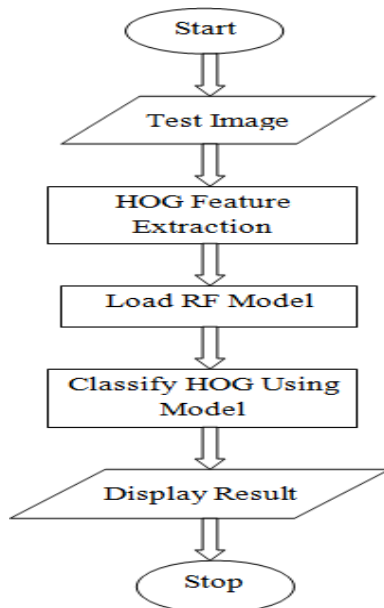 Start
Test Image
HOG Feature
Extraction
Load RF Model
Classify HOG Using
Model
Display Result
Stop